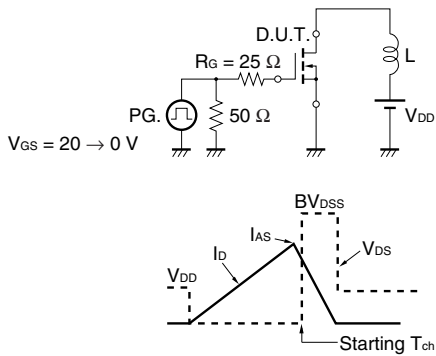 D.U.T.
RG = 25 Ω
L
PG.
50 Ω
VDD
VGS = 20 → 0 V
BVDSS
IAS
ID
VDS
VDD
Starting Tch